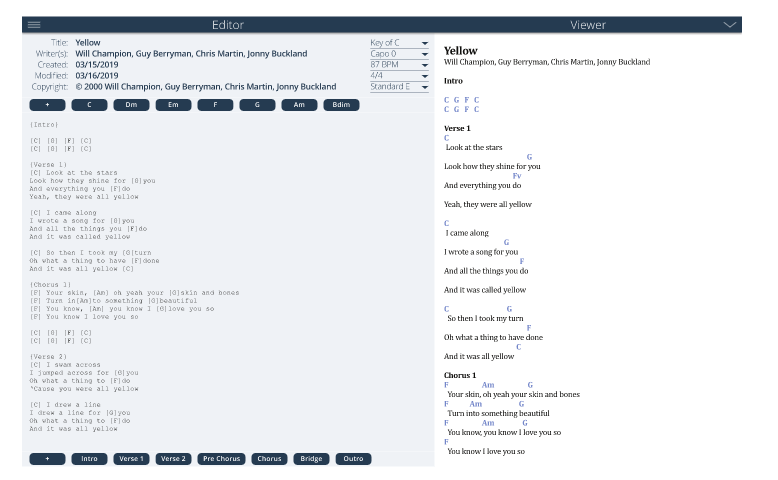 Editor
Viewer
Title: Yellow
Writer(s): Will Champion, Guy Berryman, Chris Martin, Jonny Buckland
Created: 03/15/2019
Modified: 03/16/2019
Copyright: © 2000 Will Champion, Guy Berryman, Chris Martin, Jonny Buckland
Key of C
Capo 0
87 BPM
4/4
Standard E
+ C Dm Em F G Am Bdim
{Intro}
[C] [G] [F] [C]
[C] [G] [F] [C]
{Verse 1}
[C] Look at the stars
Look how they shine for [G]you
And everything you [F]do
Yeah, they were all yellow
[C] I came along
I wrote a song for [G]you
And all the things you [F]do
And it was called yellow
[C] So then I took my [G]turn
Oh what a thing to have [F]done
And it was all yellow [C]
{Chorus 1}
[F] Your skin, [Am] oh yeah your [G]skin and bones
[F] Turn in[Am]to something [G]beautiful
[F] You know, [Am] you know I [G]love you so
[F] You know I love you so
[C] [G] [F] [C]
[C] [G] [F] [C]
{Verse 2}
[C] I swam across
I jumped across for [G]you
Oh what a thing to [F]do
'Cause you were all yellow
[C] I drew a line
I drew a line for [G]you
Oh what a thing to [F]do
And it was all yellow
+ Intro Verse 1 Verse 2 Pre Chorus Chorus Bridge Outro
Yellow
Will Champion, Guy Berryman, Chris Martin, Jonny Buckland
Intro
C G F C
C G F C
Verse 1
C
Look at the stars
G
Look how they shine for you
Fv
And everything you do
Yeah, they were all yellow
C
I came along
G
I wrote a song for you
F
And all the things you do
And it was called yellow
C G
So then I took my turn
F
Oh what a thing to have done
C
And it was all yellow
Chorus 1
F Am G
Your skin, oh yeah your skin and bones
F Am G
Turn into something beautiful
F Am G
You know, you know I love you so
F
You know I love you so